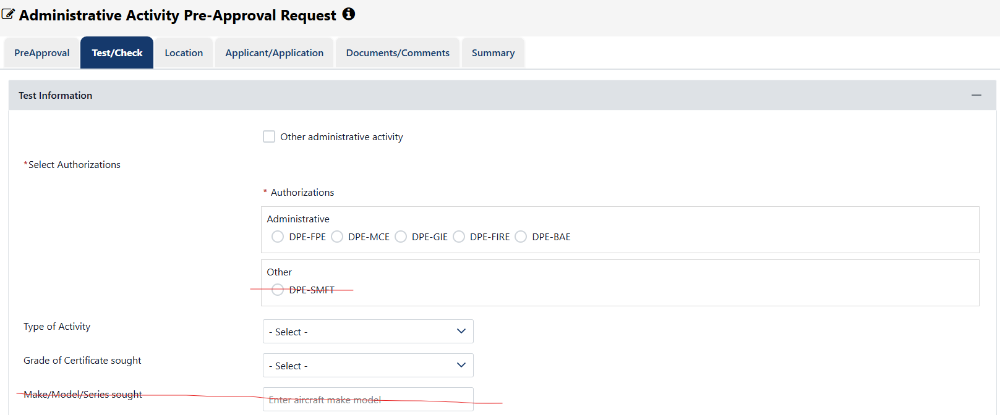 Administrative Activity Pre-Approval Request
PreApproval Test/Check Location Applicant/Application Documents/Comments Summary
Test Information
Other administrative activity
*Select Authorizations
* Authorizations
Administrative
DPE-FPE DPE-MCE DPE-GIE DPE-FIRE DPE-BAE
Other
DPE-SMFT
Type of Activity - Select -
Grade of Certificate sought - Select -
Make/Model/Series sought Enter aircraft make model